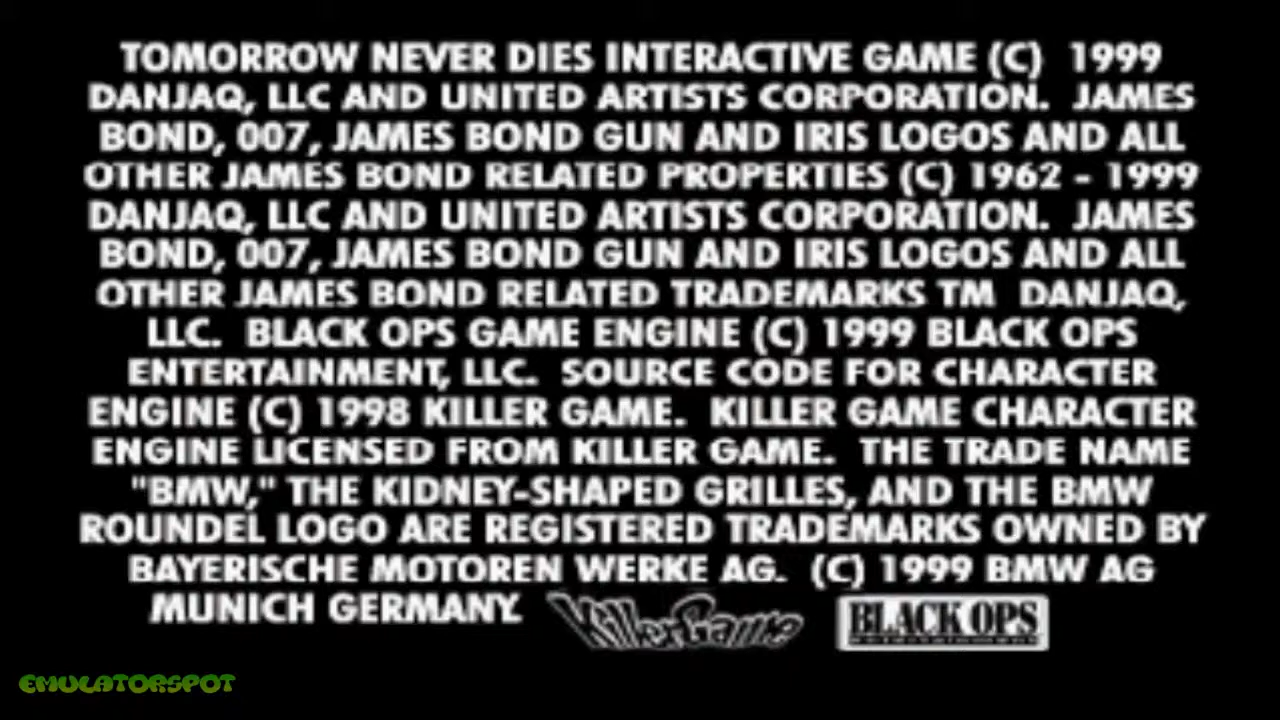 TOMORROW NEVER DIES INTERACTIVE GAME (C)  1999
DANJAQ, LLC AND UNITED ARTISTS CORPORATION.  JAMES
BOND, 007, JAMES BOND GUN AND IRIS LOGOS AND ALL
OTHER JAMES BOND RELATED PROPERTIES (C) 1962 - 1999
DANJAQ, LLC AND UNITED ARTISTS CORPORATION.  JAMES
BOND, 007, JAMES BOND GUN AND IRIS LOGOS AND ALL
OTHER JAMES BOND RELATED TRADEMARKS TM  DANJAQ,
LLC.  BLACK OPS GAME ENGINE (C) 1999 BLACK OPS
ENTERTAINMENT, LLC.  SOURCE CODE FOR CHARACTER
ENGINE (C) 1998 KILLER GAME.  KILLER GAME CHARACTER
ENGINE LICENSED FROM KILLER GAME.  THE TRADE NAME
"BMW," THE KIDNEY-SHAPED GRILLES, AND THE BMW
ROUNDEL LOGO ARE REGISTERED TRADEMARKS OWNED BY
BAYERISCHE MOTOREN WERKE AG.  (C) 1999 BMW AG
MUNICH GERMANY. KillerGame BLACK OPS
EMULATORSPOT